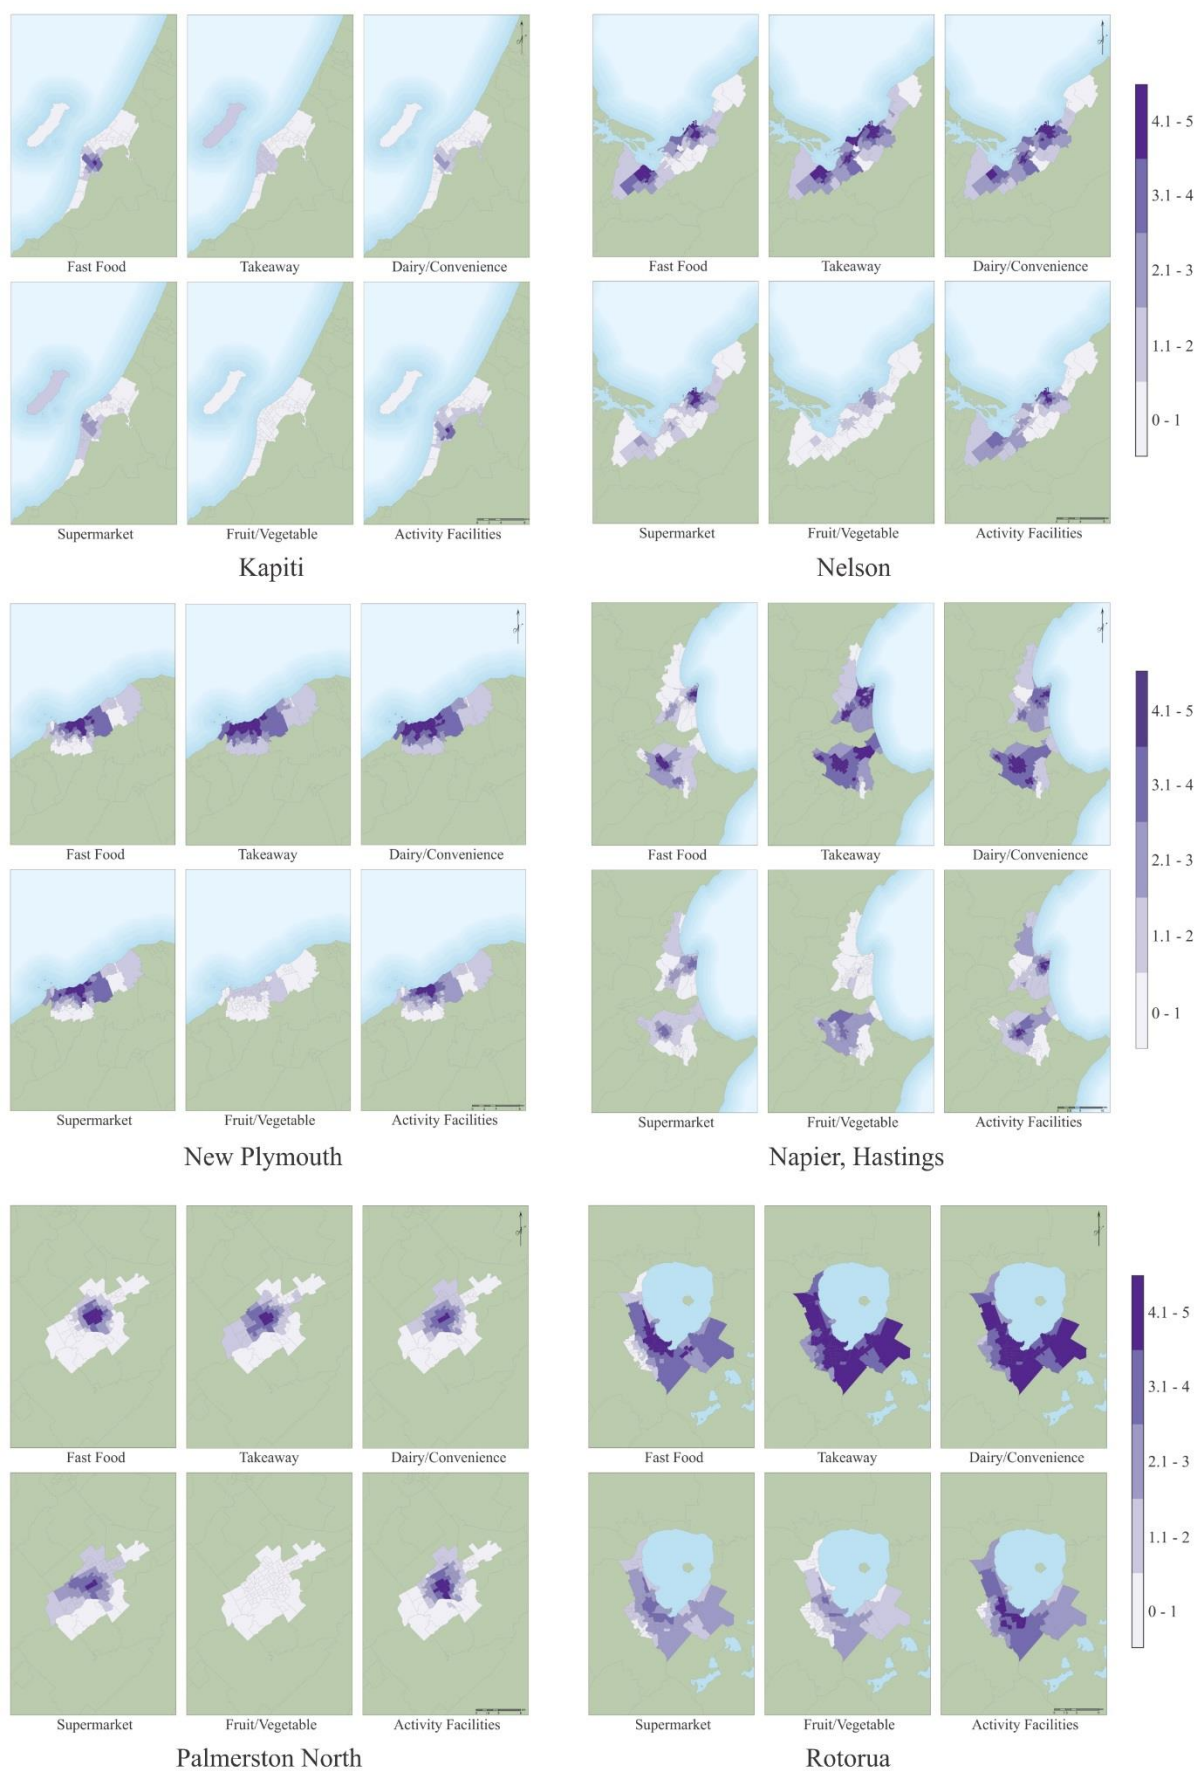 Fast Food Takeaway Dairy/Convenience
Supermarket Fruit/Vegetable Activity Facilities
Kapiti
Fast Food Takeaway Dairy/Convenience
Supermarket Fruit/Vegetable Activity Facilities
Nelson
4.1 - 5
3.1 - 4
2.1 - 3
1.1 - 2
0 - 1
Fast Food Takeaway Dairy/Convenience
Supermarket Fruit/Vegetable Activity Facilities
New Plymouth
Fast Food Takeaway Dairy/Convenience
Supermarket Fruit/Vegetable Activity Facilities
Napier, Hastings
4.1 - 5
3.1 - 4
2.1 - 3
1.1 - 2
0 - 1
Fast Food Takeaway Dairy/Convenience
Supermarket Fruit/Vegetable Activity Facilities
Palmerston North
Fast Food Takeaway Dairy/Convenience
Supermarket Fruit/Vegetable Activity Facilities
Rotorua
4.1 - 5
3.1 - 4
2.1 - 3
1.1 - 2
0 - 1